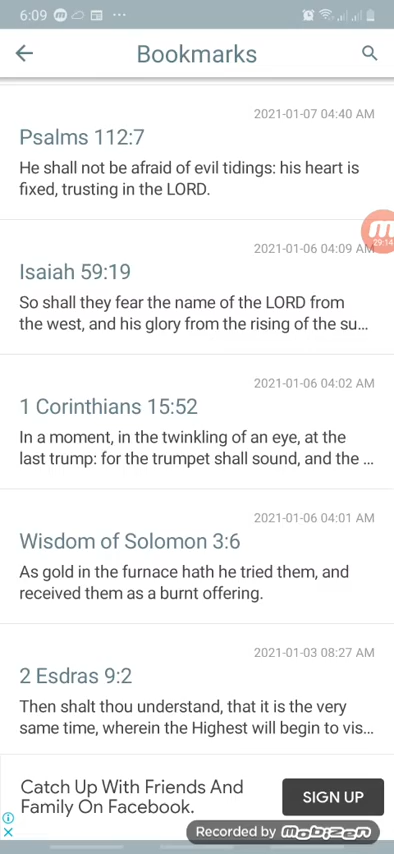 6:09
Bookmarks
2021-01-07 04:40 AM
Psalms 112:7
He shall not be afraid of evil tidings: his heart is
fixed, trusting in the LORD.
29:14
2021-01-06 04:09 AM
Isaiah 59:19
So shall they fear the name of the LORD from
the west, and his glory from the rising of the su...
2021-01-06 04:02 AM
1 Corinthians 15:52
In a moment, in the twinkling of an eye, at the
last trump: for the trumpet shall sound, and the ...
2021-01-06 04:01 AM
Wisdom of Solomon 3:6
As gold in the furnace hath he tried them, and
received them as a burnt offering.
2021-01-03 08:27 AM
2 Esdras 9:2
Then shalt thou understand, that it is the very
same time, wherein the Highest will begin to vis...
Catch Up With Friends And
Family On Facebook.
SIGN UP
Recorded by mobizen